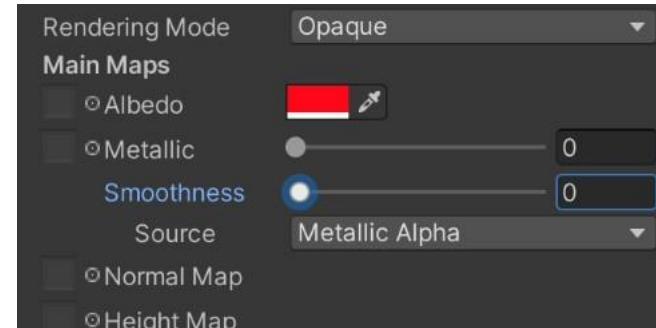 Rendering Mode Opaque
Main Maps
Albedo
Metallic 0
Smoothness 0
Source Metallic Alpha
Normal Map
Height Map